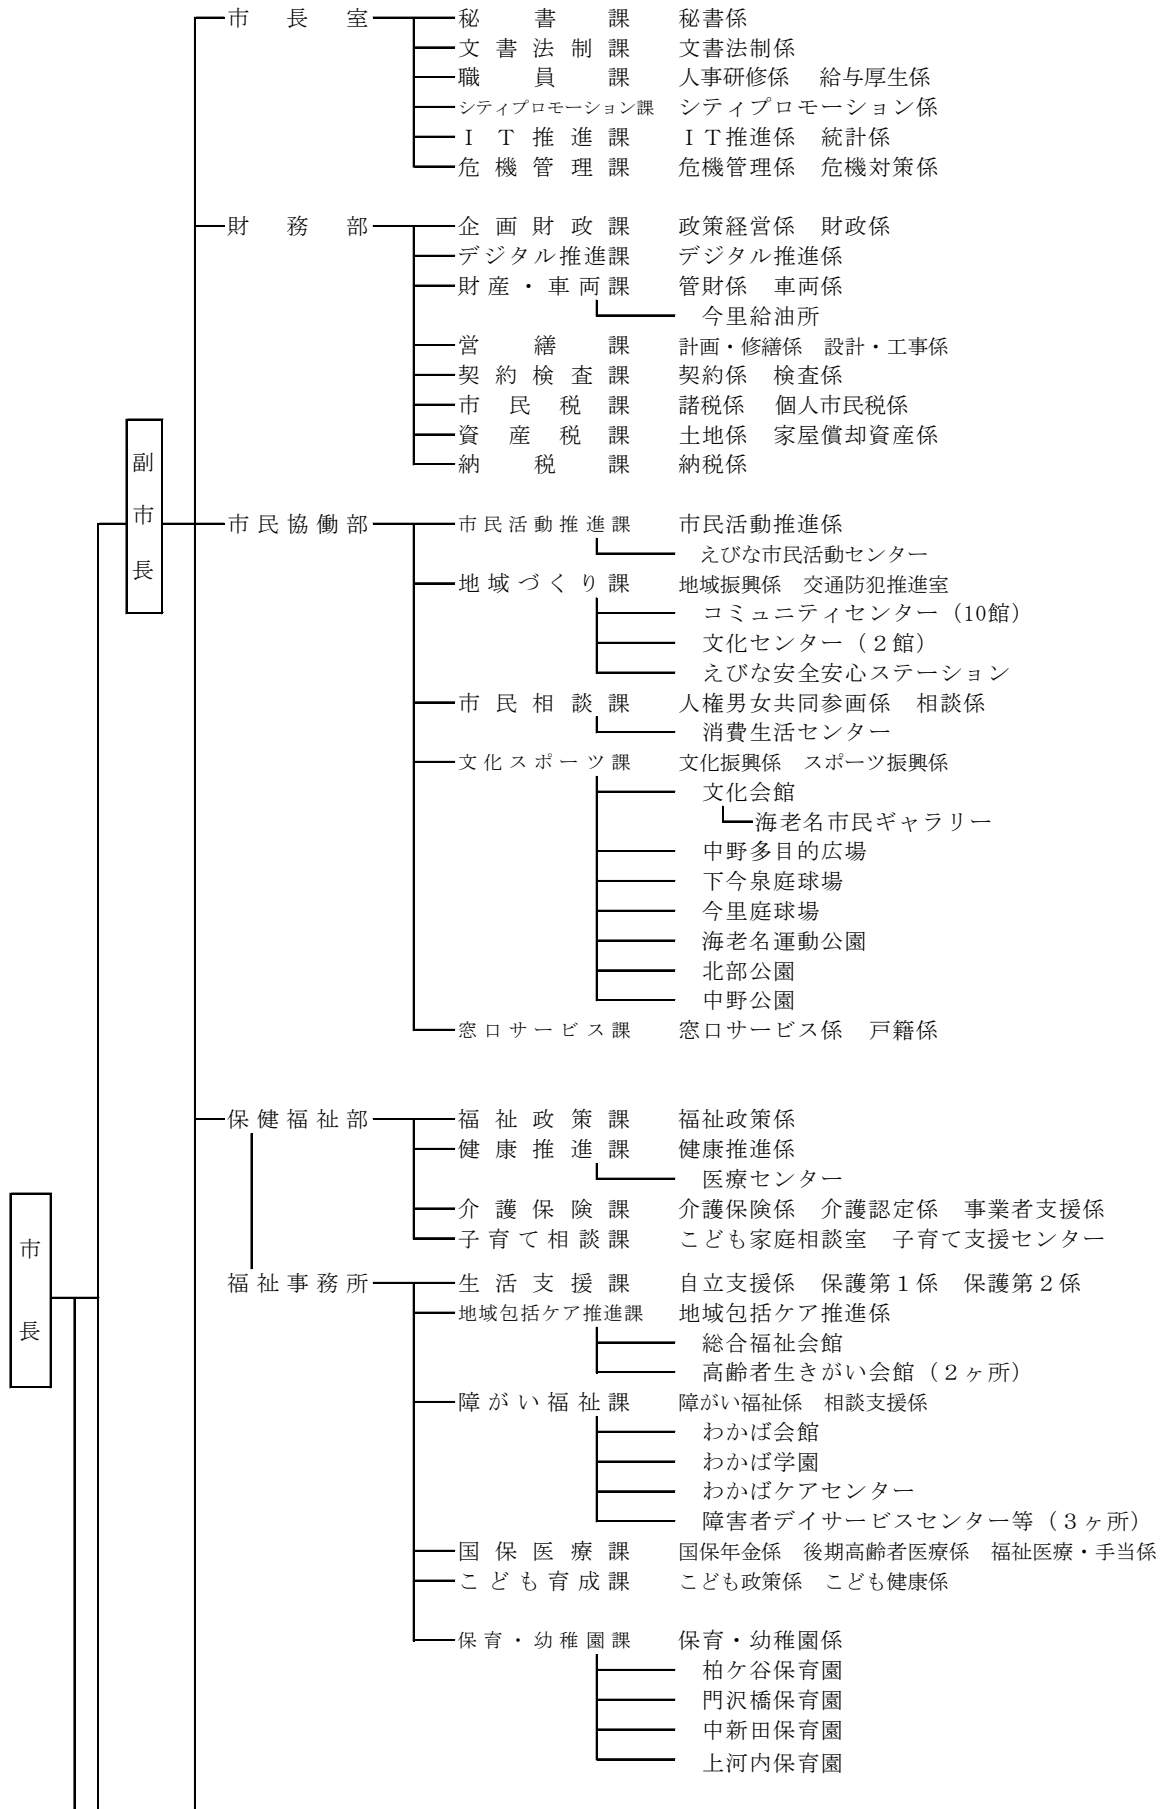 市長室 秘書課 秘書係
文書法制課 文書法制係
職員課 人事研修係 給与厚生係
シティプロモーション課 シティプロモーション係
ＩＴ推進課 ＩＴ推進係 統計係
危機管理課 危機管理係 危機対策係
財務部 企画財政課 政策経営係 財政係
デジタル推進課 デジタル推進係
財産・車両課 管財係 車両係
今里給油所
営繕課 計画・修繕係 設計・工事係
契約検査課 契約係 検査係
市民税課 諸税係 個人市民税係
資産税課 土地係 家屋償却資産係
納税課 納税係
副市長
市民協働部 市民活動推進課 市民活動推進係
えびな市民活動センター
地域づくり課 地域振興係 交通防犯推進室
コミュニティセンター（10館）
文化センター（２館）
えびな安全安心ステーション
市民相談課 人権男女共同参画係 相談係
消費生活センター
文化スポーツ課 文化振興係 スポーツ振興係
文化会館
海老名市民ギャラリー
中野多目的広場
下今泉庭球場
今里庭球場
海老名運動公園
北部公園
中野公園
窓口サービス課 窓口サービス係 戸籍係
保健福祉部 福祉政策課 福祉政策係
健康推進課 健康推進係
医療センター
介護保険課 介護保険係 介護認定係 事業者支援係
子育て相談課 こども家庭相談室 子育て支援センター
市長
福祉事務所 生活支援課 自立支援係 保護第１係 保護第２係
地域包括ケア推進課 地域包括ケア推進係
総合福祉会館
高齢者生きがい会館（２ヶ所）
障がい福祉課 障がい福祉係 相談支援係
わかば会館
わかば学園
わかばケアセンター
障害者デイサービスセンター等（３ヶ所）
国保医療課 国保年金係 後期高齢者医療係 福祉医療・手当係
こども育成課 こども政策係 こども健康係
保育・幼稚園課 保育・幼稚園係
柏ケ谷保育園
門沢橋保育園
中新田保育園
上河内保育園